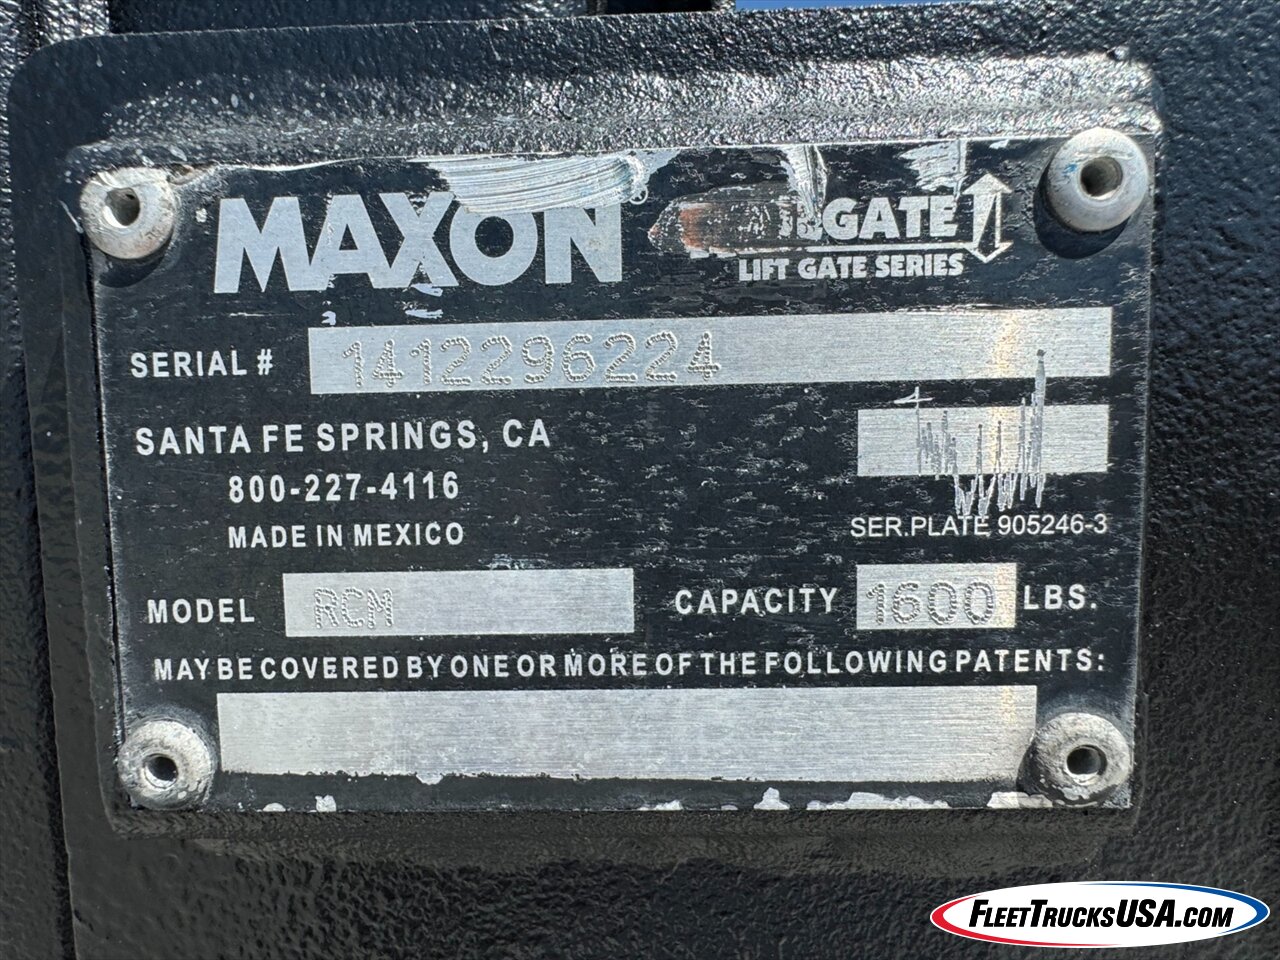 MAXON
GATE
LIFT GATE SERIES
SERIAL # 1412296224
SANTA FE SPRINGS, CA
800-227-4116
MADE IN MEXICO
SER.PLATE 905246-3
MODEL RCM CAPACITY 1600 LBS.
MAY BE COVERED BY ONE OR MORE OF THE FOLLOWING PATENTS:
FLEETTRUCKSUSA.COM